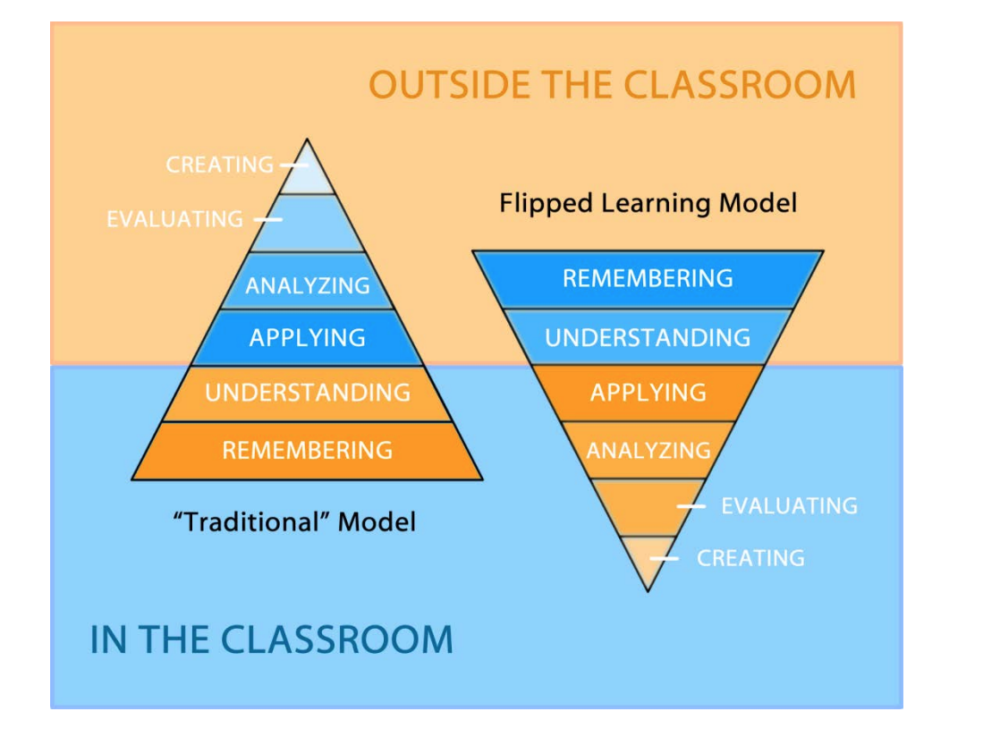 OUTSIDE THE CLASSROOM
CREATING
EVALUATING
ANALYZING
APPLYING
UNDERSTANDING
REMEMBERING
“Traditional” Model
Flipped Learning Model
REMEMBERING
UNDERSTANDING
APPLYING
ANALYZING
EVALUATING
CREATING
IN THE CLASSROOM